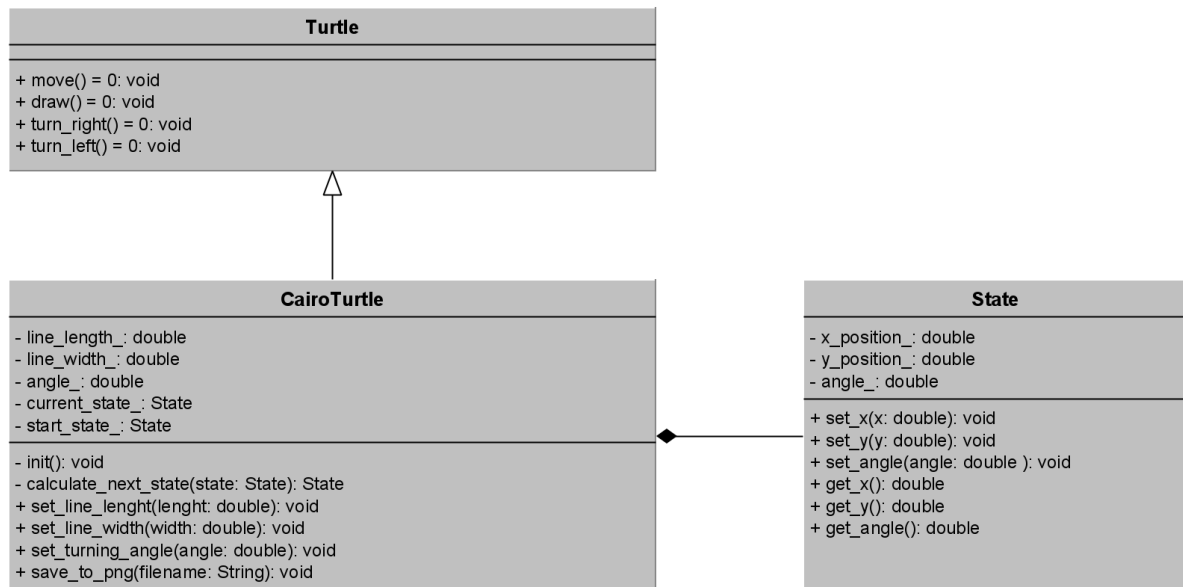 Turtle
+ move() = 0: void
+ draw() = 0: void
+ turn_right() = 0: void
+ turn_left() = 0: void
CairoTurtle
- line_length_: double
- line_width_: double
- angle_: double
- current_state_: State
- start_state_: State
- init(): void
- calculate_next_state(state: State): State
+ set_line_lenght(lenght: double): void
+ set_line_width(width: double): void
+ set_turning_angle(angle: double): void
+ save_to_png(filename: String): void
State
- x_position_: double
- y_position_: double
- angle_: double
+ set_x(x: double): void
+ set_y(y: double): void
+ set_angle(angle: double ): void
+ get_x(): double
+ get_y(): double
+ get_angle(): double